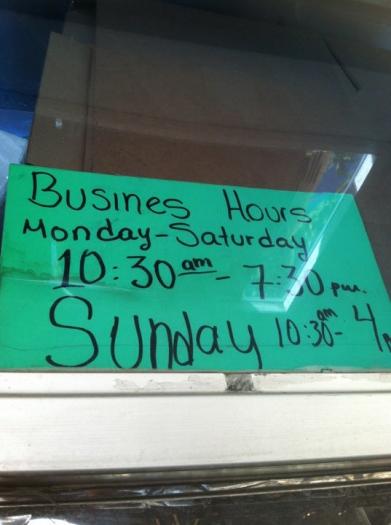 Busines Hours
Monday-Saturday
10:30am - 7:30 pm.
Sunday 10:30am- 4